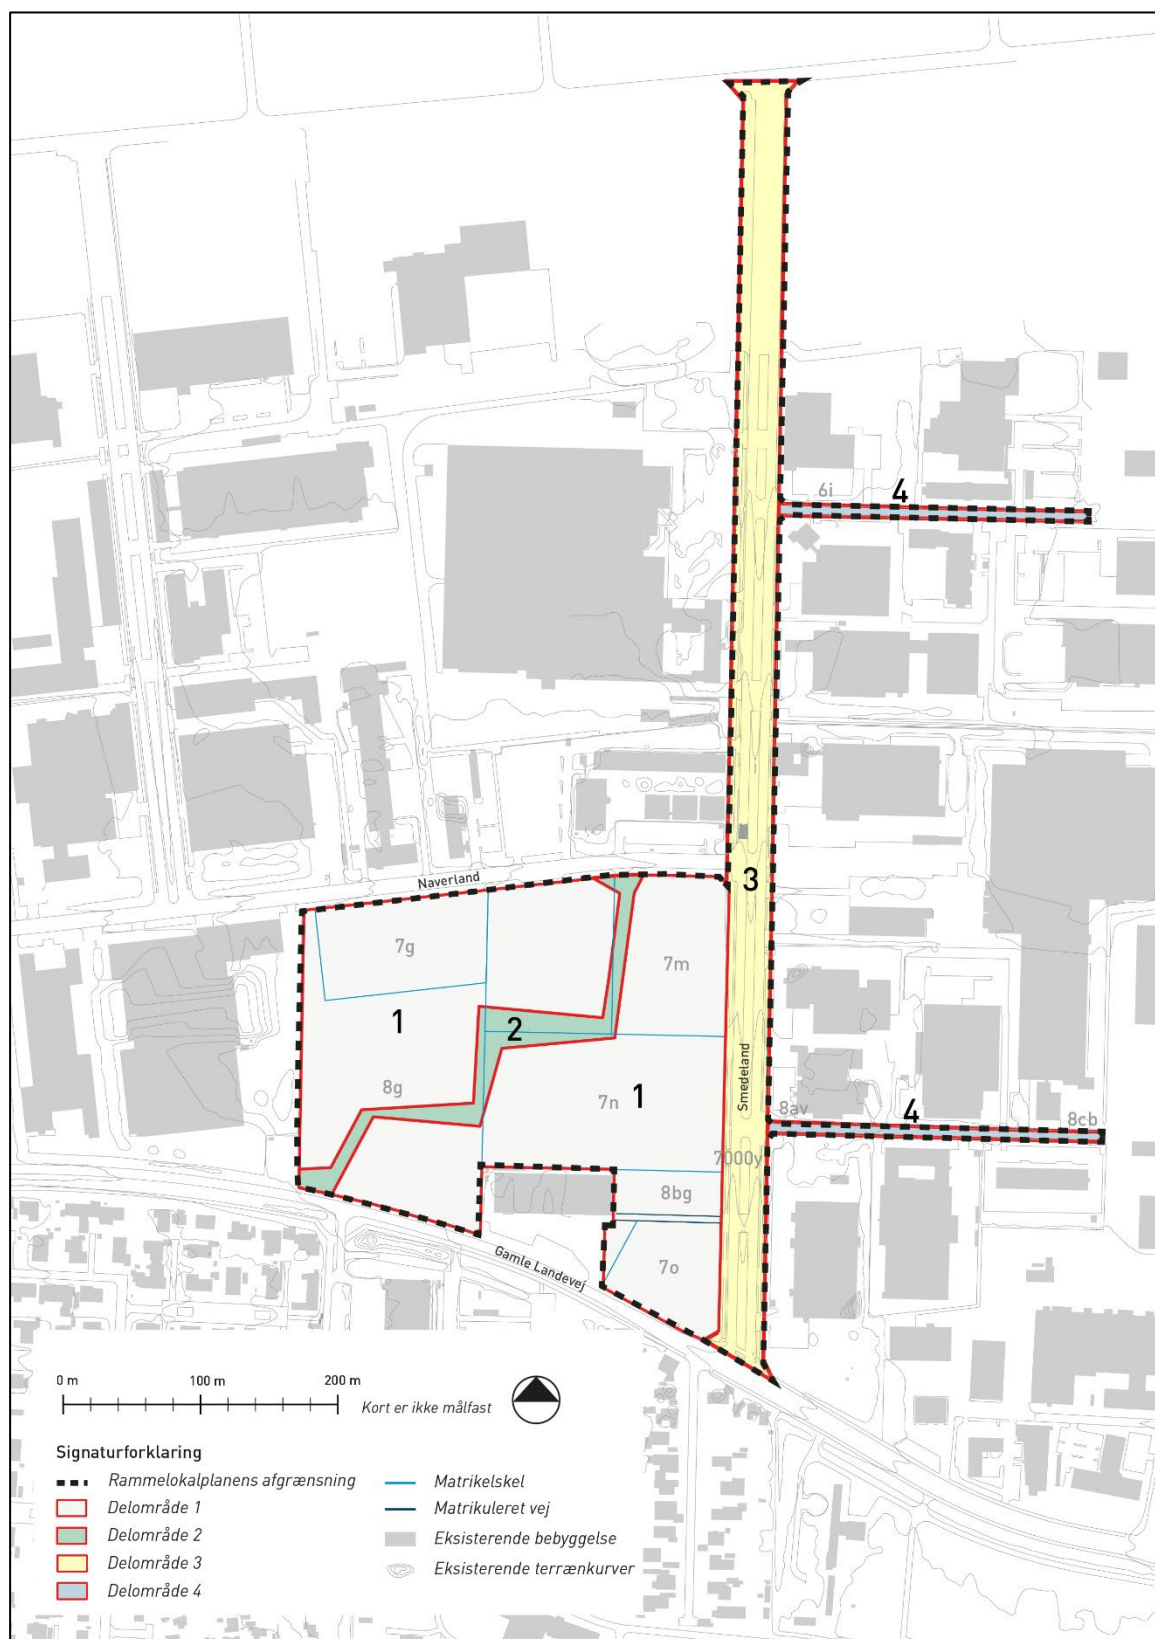 6i
4
3
Naverland
7g
7m
1
2
Smedeland
8g
7n
1
8av
4
8cb
7000y
8bg
Gamle Landevej
7o
0 m 100 m 200 m
Kort er ikke målfast
Signaturforklaring
Rammelokalplanens afgrænsning
Delområde 1
Delområde 2
Delområde 3
Delområde 4
Matrikelskel
Matrikuleret vej
Eksisterende bebyggelse
Eksisterende terrænkurver